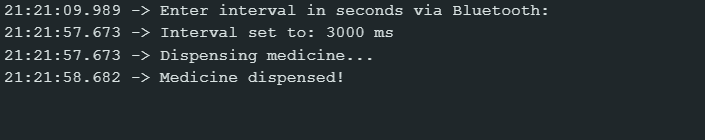 21:21:09.989 -> Enter interval in seconds via Bluetooth:
21:21:57.673 -> Interval set to: 3000 ms
21:21:57.673 -> Dispensing medicine...
21:21:58.682 -> Medicine dispensed!